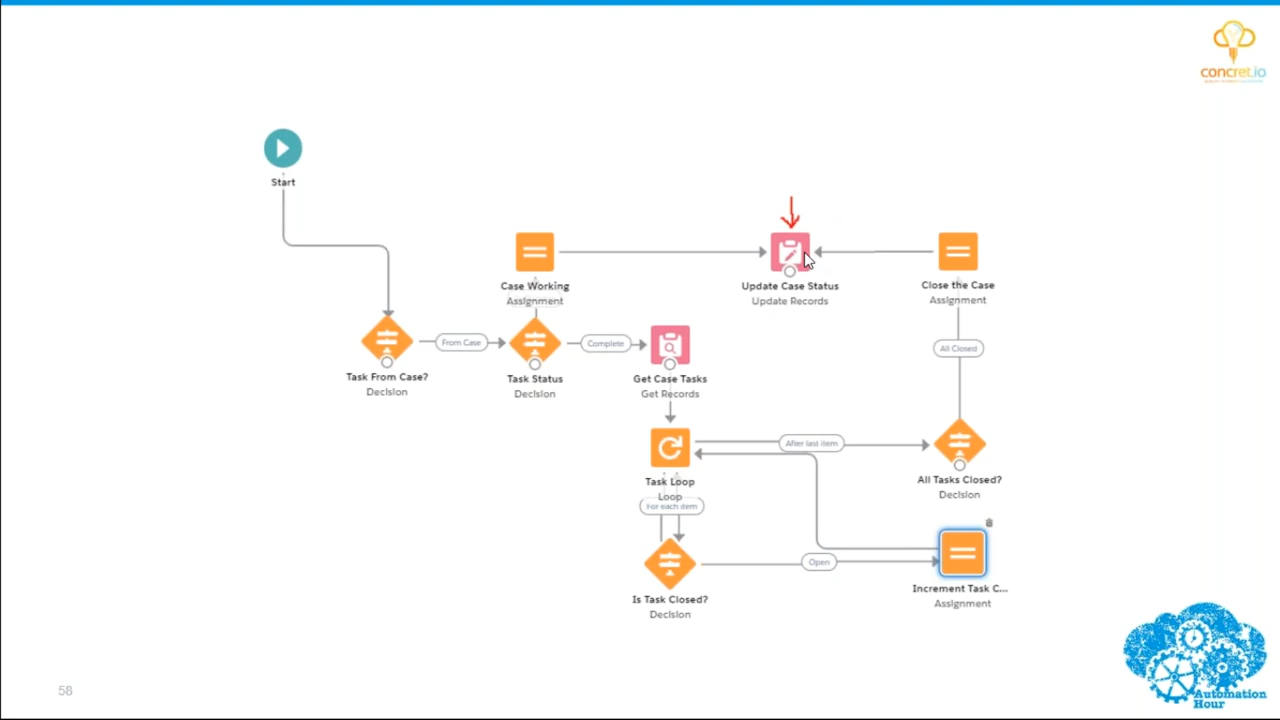 concret.io
Start
Case Working
Assignment
Update Case Status
Update Records
Close the Case
Assignment
From Case
Complete
All Closed
Task From Case?
Decision
Task Status
Decision
Get Case Tasks
Get Records
After last item
Task Loop
Loop
For each item
All Tasks Closed?
Decision
Open
Is Task Closed?
Decision
Increment Task C...
Assignment
58
Automation
Hour